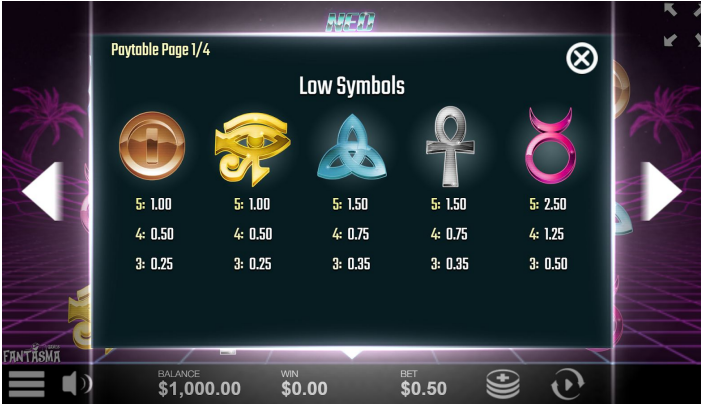 NEO
Paytable Page 1/4
Low Symbols
5: 1.00 5: 1.00 5: 1.50 5: 1.50 5: 2.50
4: 0.50 4: 0.50 4: 0.75 4: 0.75 4: 1.25
3: 0.25 3: 0.25 3: 0.35 3: 0.35 3: 0.50
FANTASMA
BALANCE WIN BET
$1,000.00 $0.00 $0.50